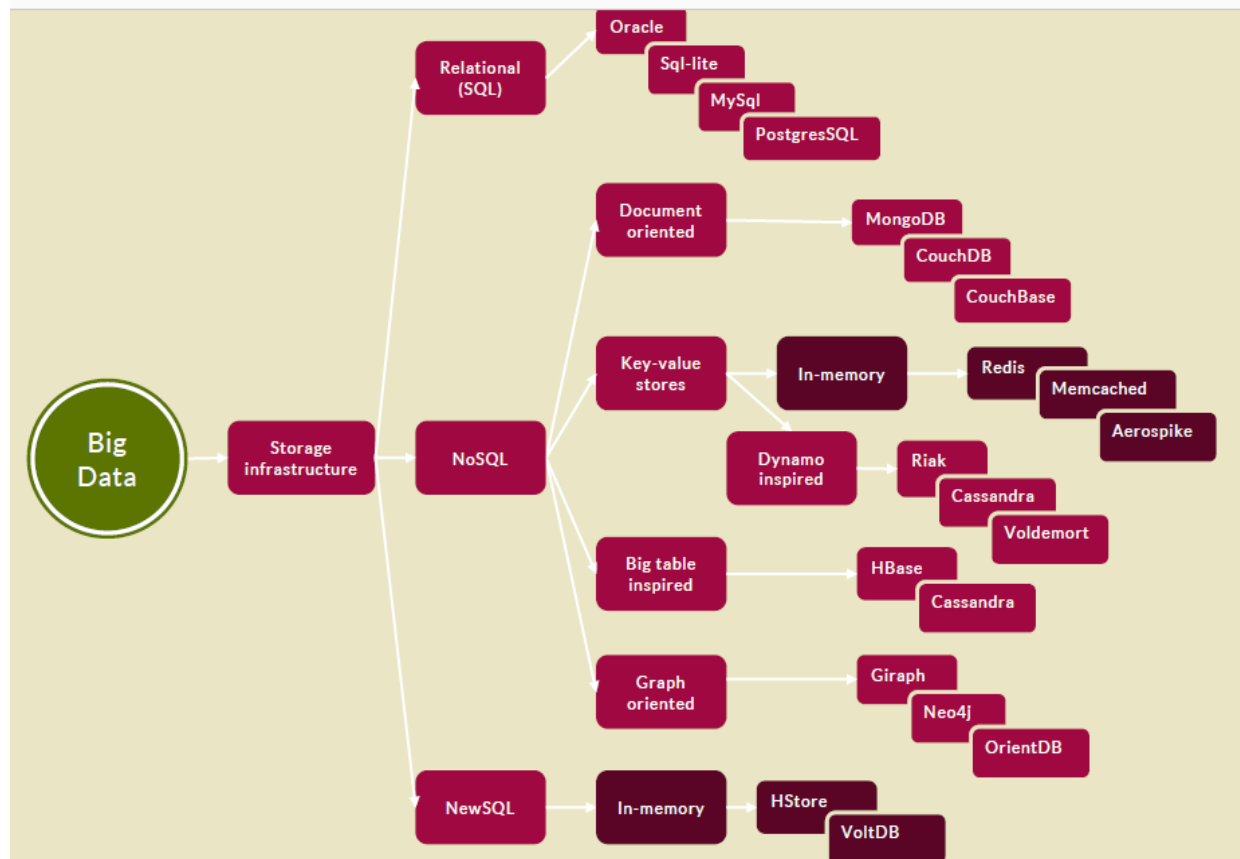 Big
Data
Storage
infrastructure
Relational
(SQL)
Oracle
Sql-lite
MySql
PostgresSQL
NoSQL
Document
oriented
MongoDB
CouchDB
CouchBase
Key-value
stores
In-memory
Redis
Memcached
Aerospike
Dynamo
inspired
Riak
Cassandra
Voldemort
Big table
inspired
HBase
Cassandra
Graph
oriented
Giraph
Neo4j
OrientDB
NewSQL
In-memory
HStore
VoltDB